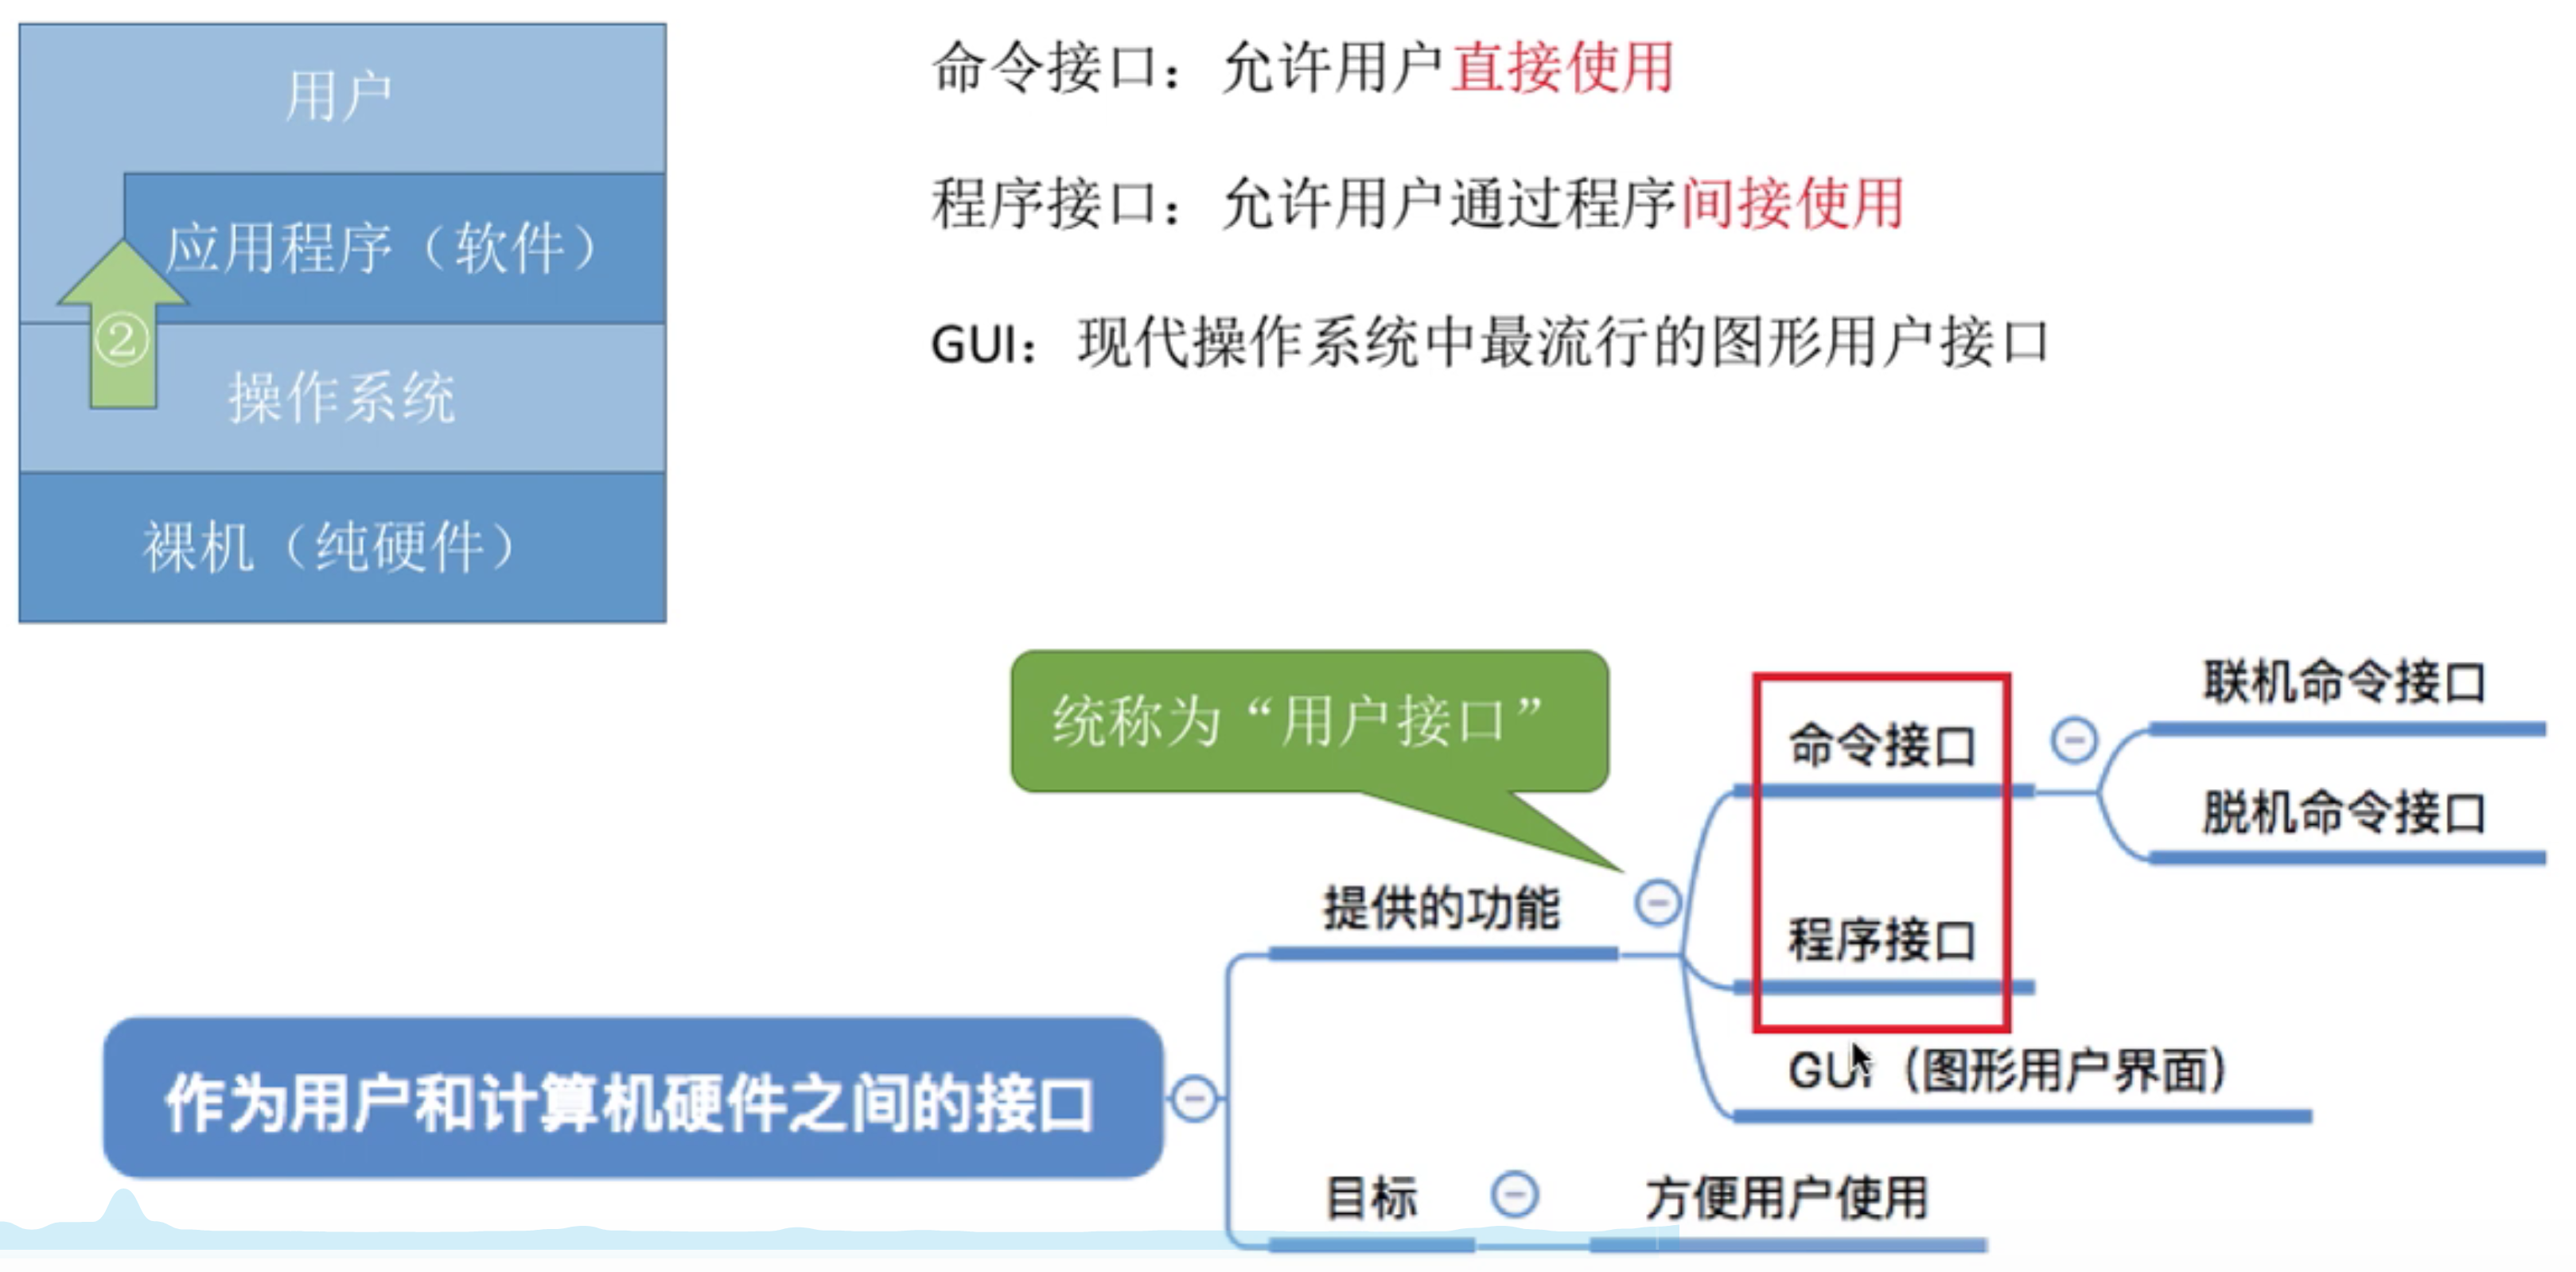 用户
应用程序（软件）
②
操作系统
裸机（纯硬件）
命令接口：允许用户直接使用
程序接口：允许用户通过程序间接使用
GUI：现代操作系统中最流行的图形用户接口
统称为“用户接口”
作为用户和计算机硬件之间的接口
提供的功能
命令接口
联机命令接口
脱机命令接口
程序接口
GUI（图形用户界面）
目标
方便用户使用